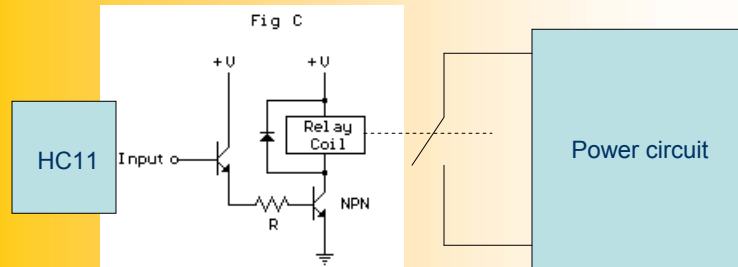 Fig C
+V
+V
HC11
Input
Relay
Coil
Power circuit
NPN
R